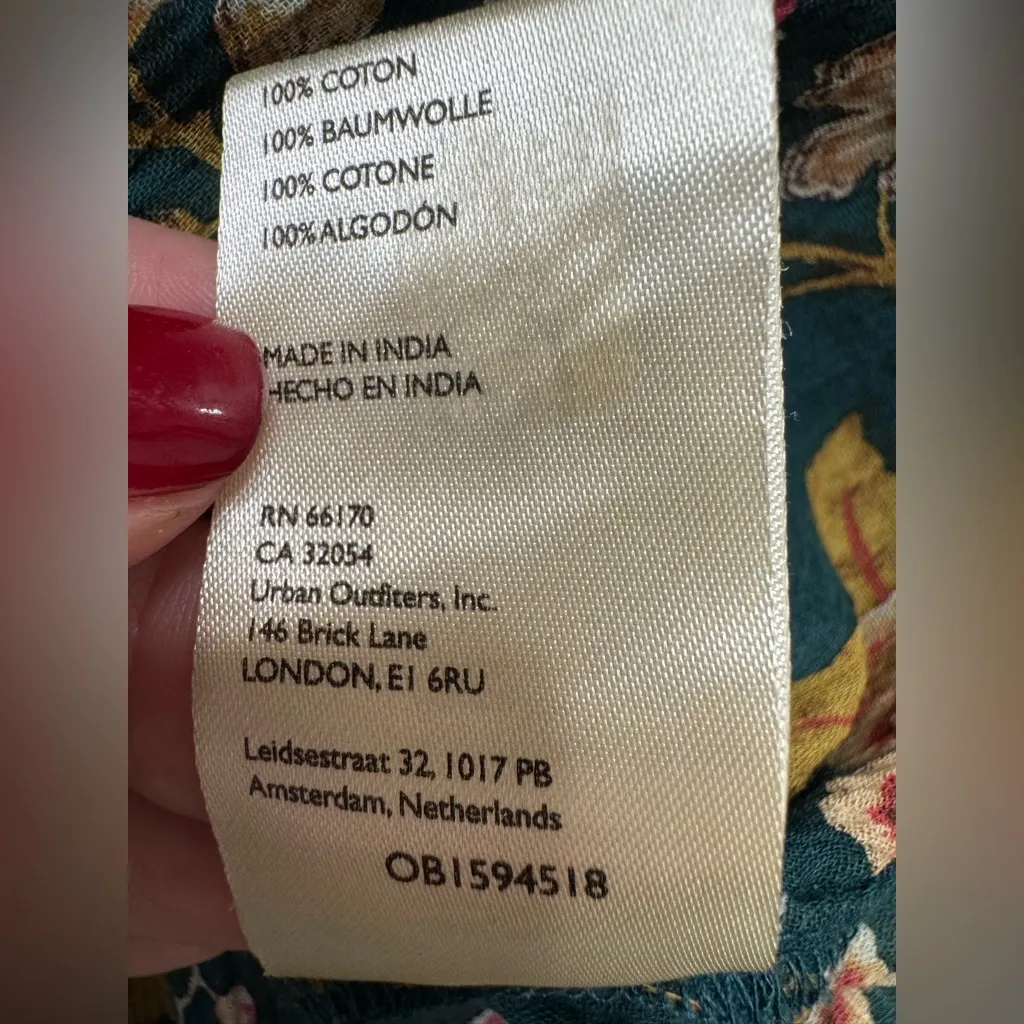 100% COTON
100% BAUMWOLLE
100% COTONE
100% ALGODÓN
MADE IN INDIA
HECHO EN INDIA
RN 66170
CA 32054
Urban Outfitters, Inc.
146 Brick Lane
LONDON, E1 6RU
Leidsestraat 32, 1017 PB
Amsterdam, Netherlands
OB1594518